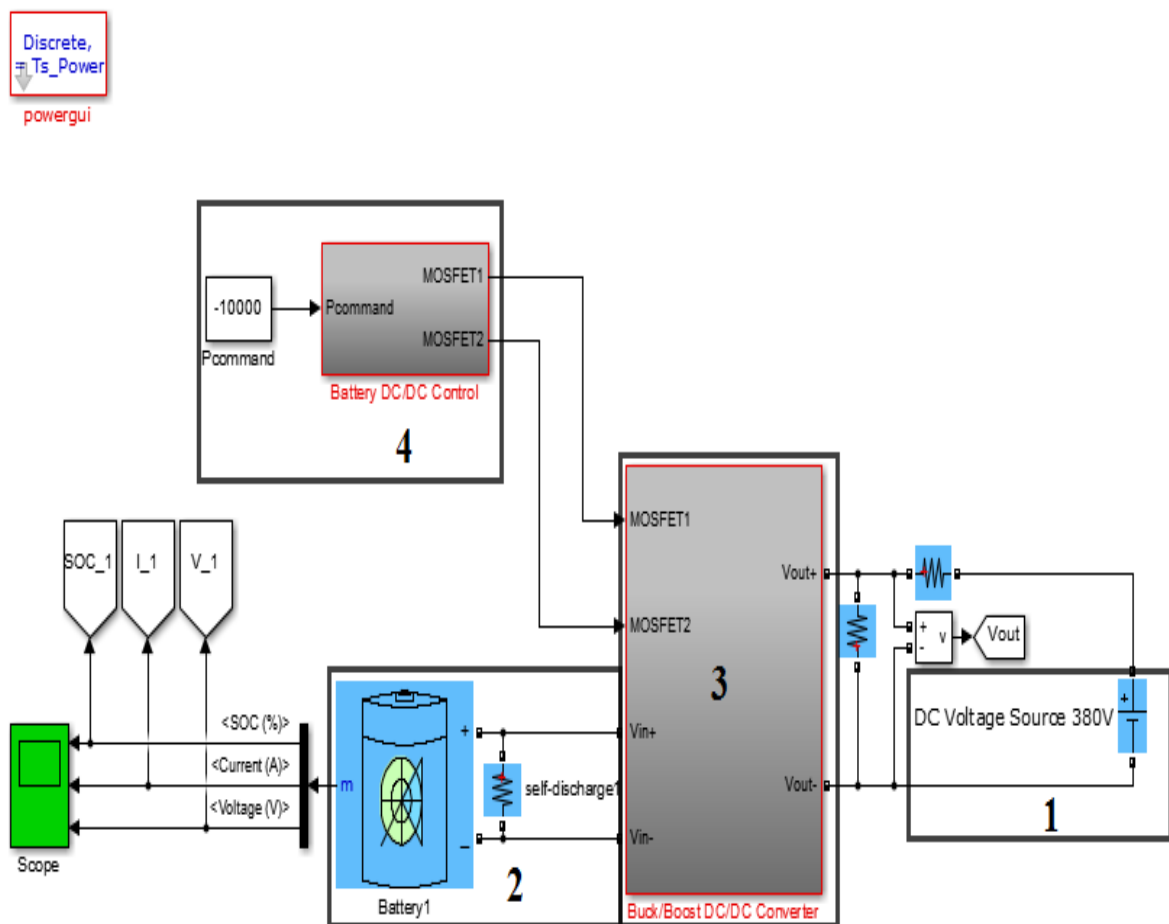 Discrete,
= Ts_Power
powergui
-10000
Pcommand
Pcommand
MOSFET1
MOSFET2
Battery DC/DC Control
4
SOC_1
I_1
V_1
<SOC (%)>
<Current (A)>
<Voltage (V)>
Scope
m
+
_
self-discharge1
Battery1
2
MOSFET1
MOSFET2
Vin+
Vin-
Vout+
Vout-
3
Buck/Boost DC/DC Converter
+
-
v
Vout
DC Voltage Source 380V
+
1